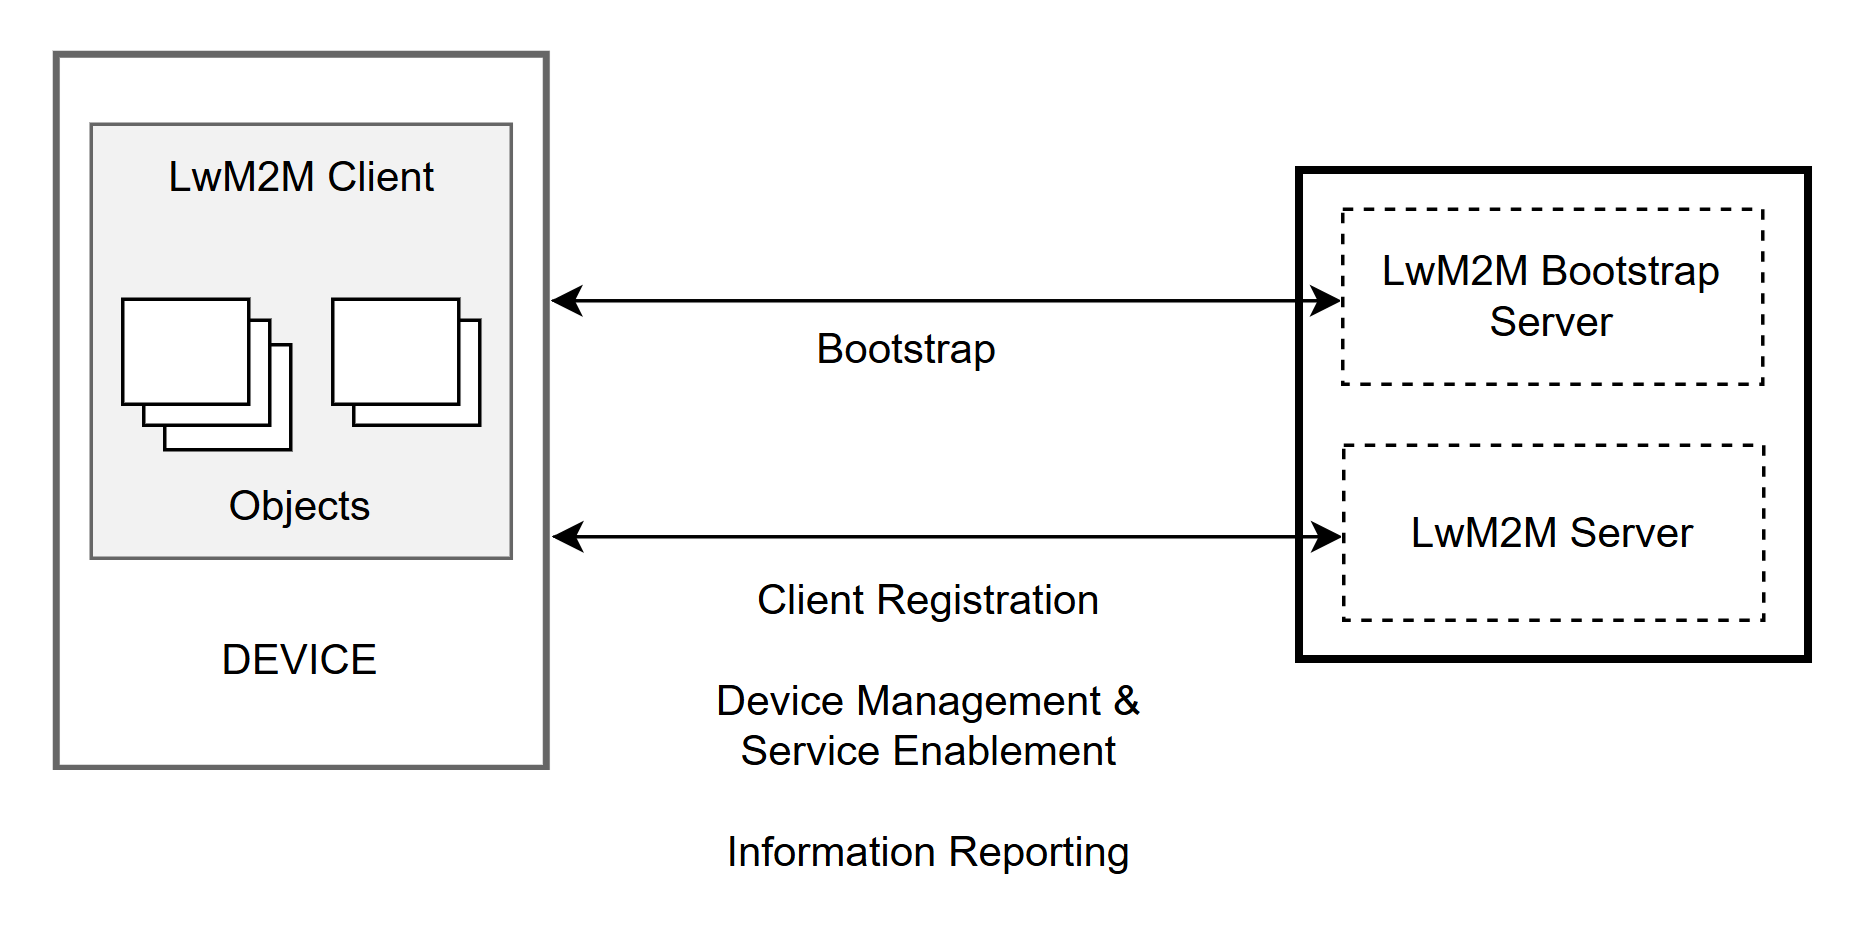 LwM2M Client
Objects
DEVICE
Bootstrap
Client Registration
Device Management &
Service Enablement
Information Reporting
LwM2M Bootstrap
Server
LwM2M Server